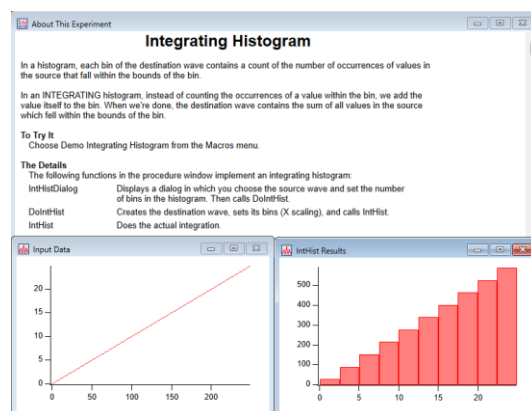 About This Experiment
Integrating Histogram
In a histogram, each bin of the destination wave contains a count of the number of occurrences of values in
the source that fall within the bounds of the bin.
In an INTEGRATING histogram, instead of counting the occurrences of a value within the bin, we add the
value itself to the bin. When we're done, the destination wave contains the sum of all values in the source
which fell within the bounds of the bin.
To Try It
Choose Demo Integrating Histogram from the Macros menu.
The Details
The following functions in the procedure window implement an integrating histogram:
IntHistDialog Displays a dialog in which you choose the source wave and set the number
of bins in the histogram. Then calls DoIntHist.
DoIntHist Creates the destination wave, sets its bins (X scaling), and calls IntHist.
IntHist Does the actual integration.
Input Data
20
15
10
5
0
0 50 100 150 200
IntHist Results
500
400
300
200
100
0
0 5 10 15 20